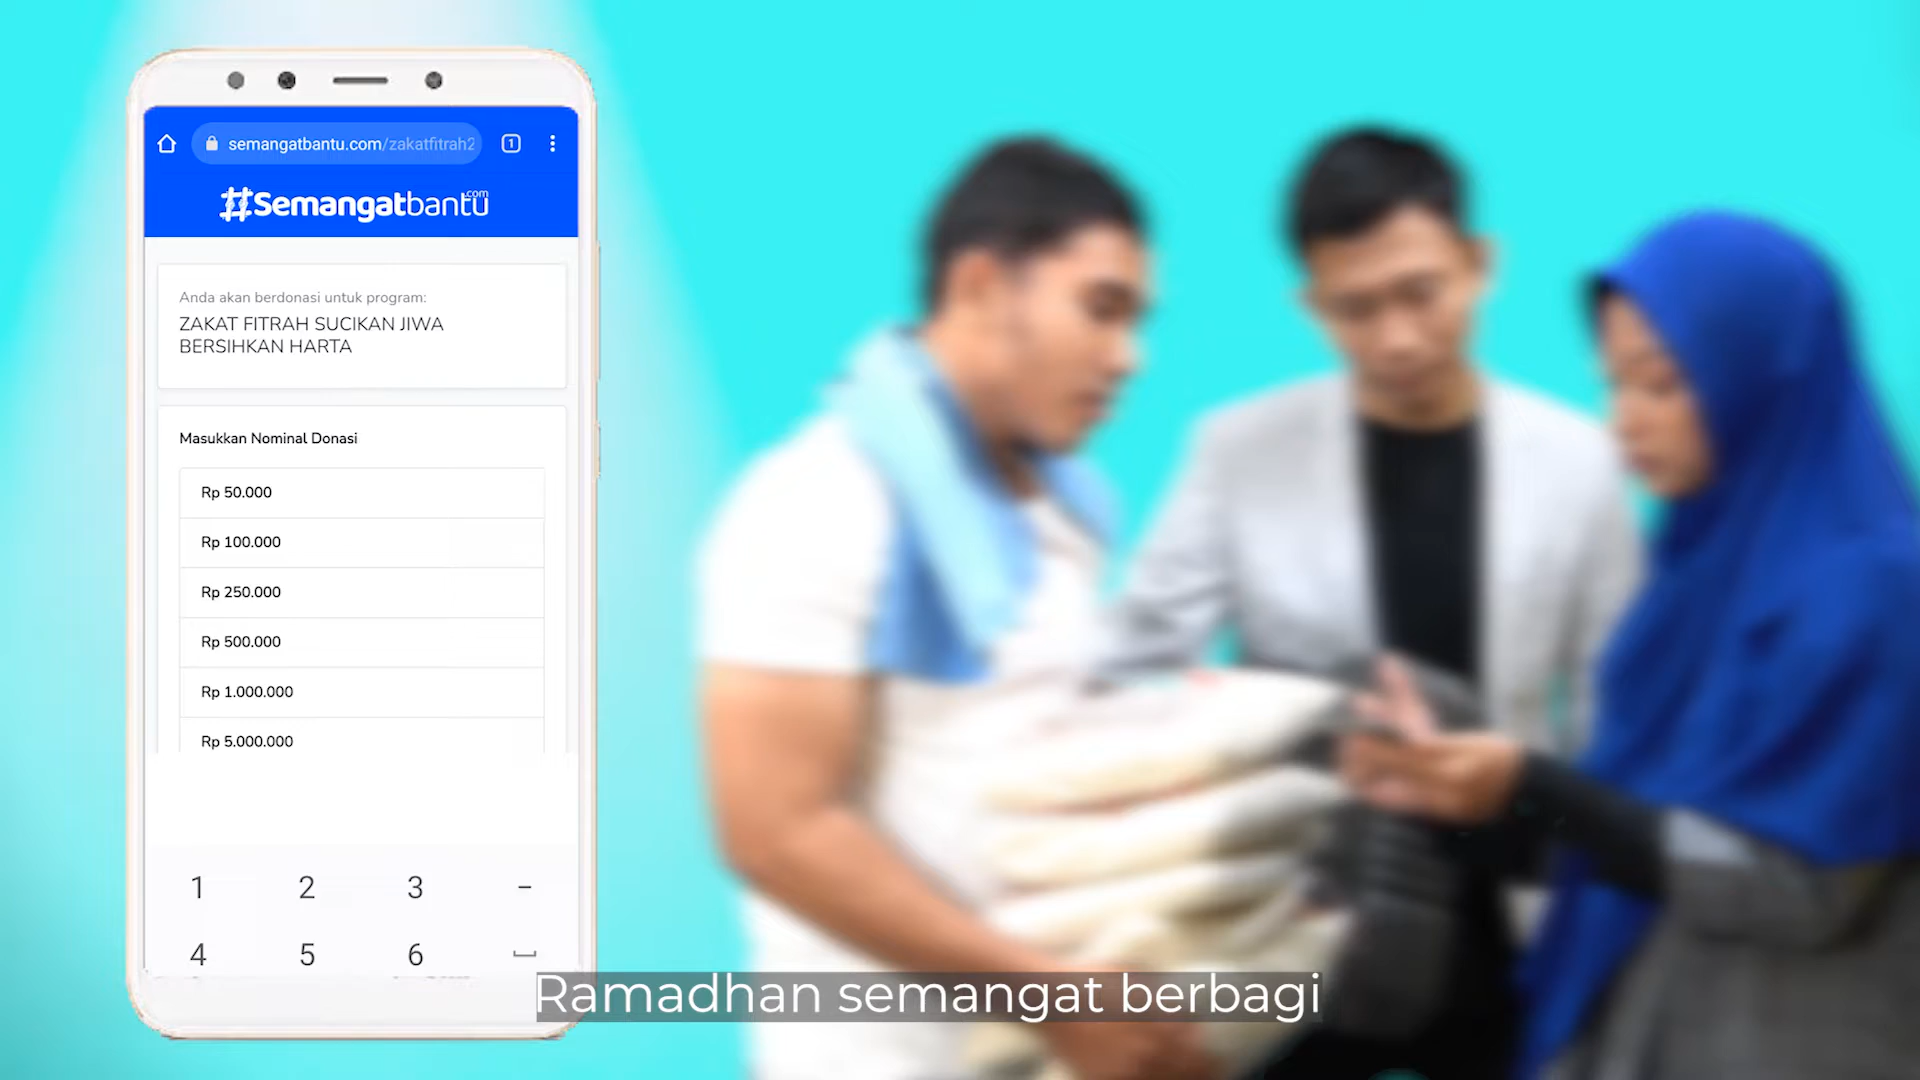 1
semangatbantu.com/zakatfitrah2
#Semangatbantu.com
Anda akan berdonasi untuk program:
ZAKAT FITRAH SUCIKAN JIWA
BERSIHKAN HARTA
Masukkan Nominal Donasi
Rp 50.000
Rp 100.000
Rp 250.000
Rp 500.000
Rp 1.000.000
Rp 5.000.000
1 2 3 -
4 5 6
Ramadhan semangat berbagi